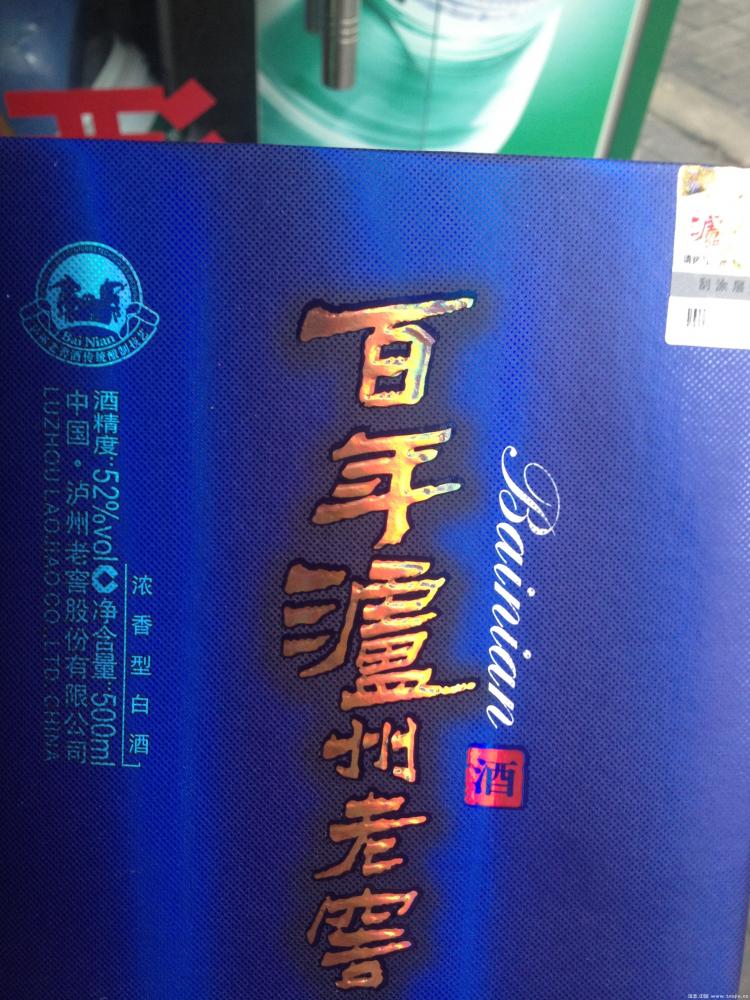 百年瀘州老窖
Bainian
酒
Bai Nian
浓香型白酒
酒精度:52%vol 净含量:500ml
中国·泸州老窖股份有限公司
LUZHOU LAOJIAO CO.,LTD. CHINA
刮涂层